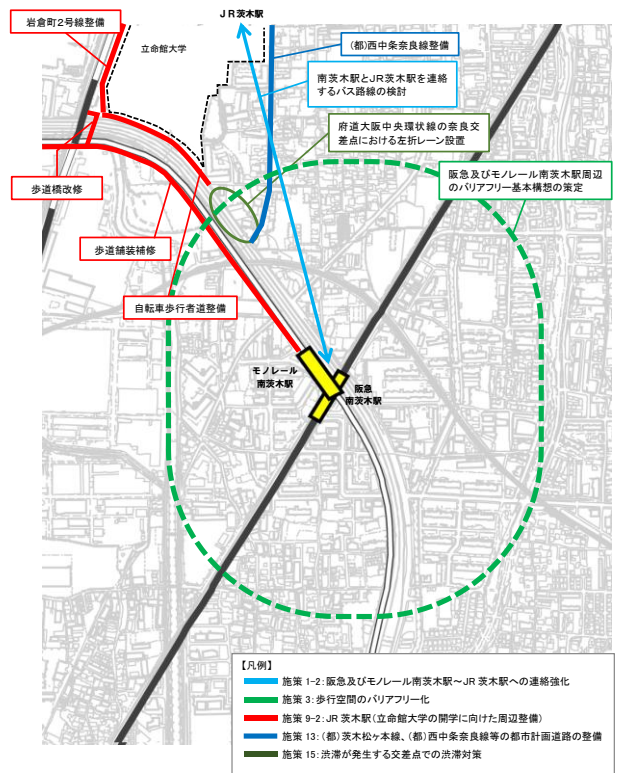 岩倉町2号線整備
JR茨木駅
立命館大学
(都)西中条奈良線整備
南茨木駅とJR茨木駅を連絡
するバス路線の検討
府道大阪中央環状線の奈良交
差点における左折レーン設置
阪急及びモノレール南茨木駅周辺
のバリアフリー基本構想の策定
歩道橋改修
歩道舗装補修
自転車歩行者道整備
モノレール
南茨木駅
阪急
南茨木駅
【凡例】
施策 1-2:阪急及びモノレール南茨木駅～JR 茨木駅への連絡強化
施策 3:歩行空間のバリアフリー化
施策 9-2:JR 茨木駅(立命館大学の開学に向けた周辺整備)
施策 13:(都)茨木松ヶ本線、(都)西中条奈良線等の都市計画道路の整備
施策 15:渋滞が発生する交差点での渋滞対策